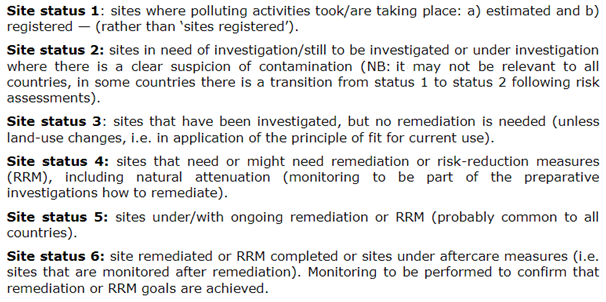 Site status 1: sites where polluting activities took/are taking place: a) estimated and b)
registered — (rather than ‘sites registered’).
Site status 2: sites in need of investigation/still to be investigated or under investigation
where there is a clear suspicion of contamination (NB: it may not be relevant to all
countries, in some countries there is a transition from status 1 to status 2 following risk
assessments).
Site status 3: sites that have been investigated, but no remediation is needed (unless
land-use changes, i.e. in application of the principle of fit for current use).
Site status 4: sites that need or might need remediation or risk-reduction measures
(RRM), including natural attenuation (monitoring to be part of the preparative
investigations how to remediate).
Site status 5: sites under/with ongoing remediation or RRM (probably common to all
countries).
Site status 6: site remediated or RRM completed or sites under aftercare measures (i.e.
sites that are monitored after remediation). Monitoring to be performed to confirm that
remediation or RRM goals are achieved.